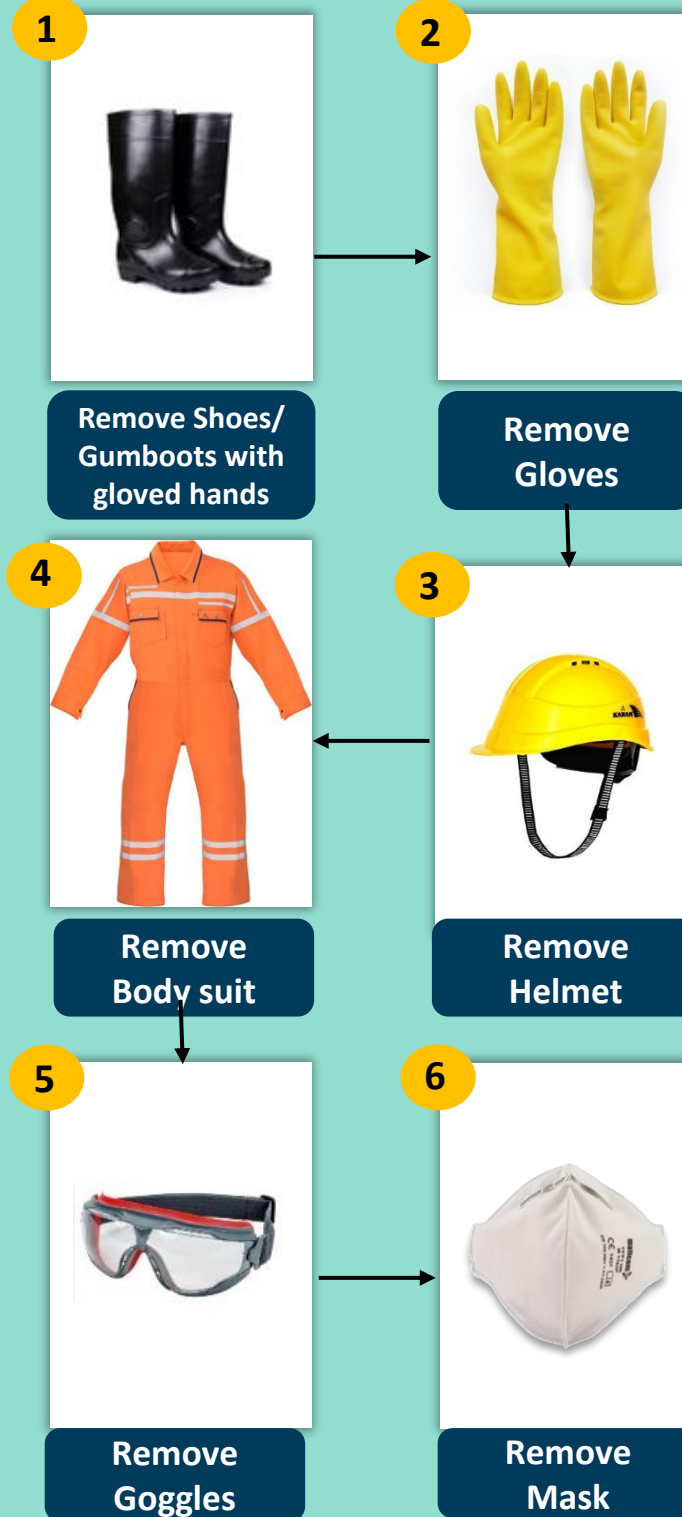 1
2
Remove Shoes/
Gumboots with
gloved hands
Remove
Gloves
4
3
KARAM
Remove
Body suit
Remove
Helmet
5
6
Remove
Goggles
Remove
Mask